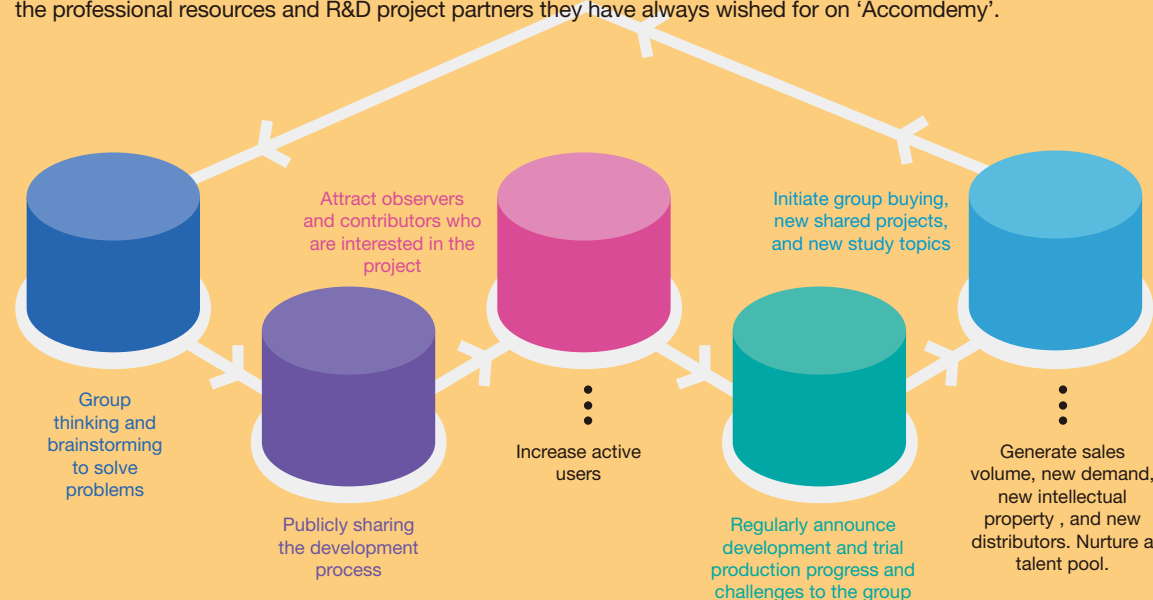 the professional resources and R&D project partners they have always wished for on ‘Accomdemy’.
Group
thinking and
brainstorming
to solve
problems
Publicly sharing
the development
process
Attract observers
and contributors who
are interested in the
project
Increase active
users
Regularly announce
development and trial
production progress and
challenges to the group
Initiate group buying,
new shared projects,
and new study topics
Generate sales
volume, new demand,
new intellectual
property , and new
distributors. Nurture a
talent pool.